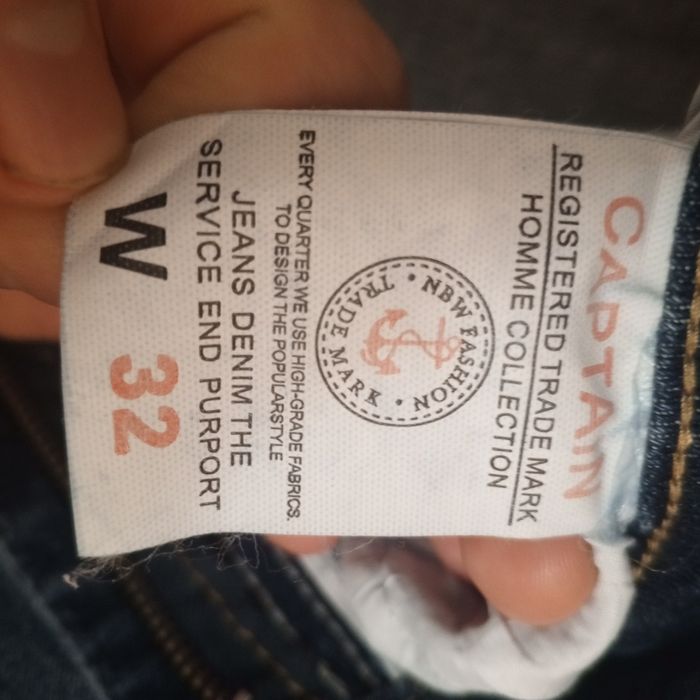 CAPTAIN
REGISTERED TRADE MARK
HOMME COLLECTION
NBW FASHION • TRADE MARK •
EVERY QUARTER WE USE HIGH-GRADE FABRICS.
TO DESIGN THE POPULARSTYLE
JEANS DENIM THE
SERVICE END PURPORT
W 32